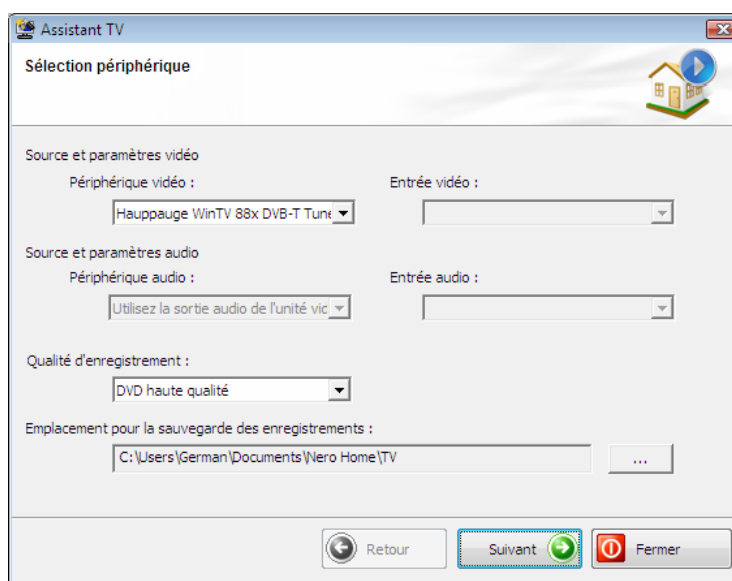 Assistant TV
Sélection périphérique
Source et paramètres vidéo
Périphérique vidéo :
Entrée vidéo :
Hauppauge WinTV 88x DVB-T Tune
Source et paramètres audio
Périphérique audio :
Entrée audio :
Utilisez la sortie audio de l'unité vic
Qualité d'enregistrement :
DVD haute qualité
Emplacement pour la sauvegarde des enregistrements :
C:\Users\German\Documents\Nero Home\TV
...
Retour
Suivant
Fermer